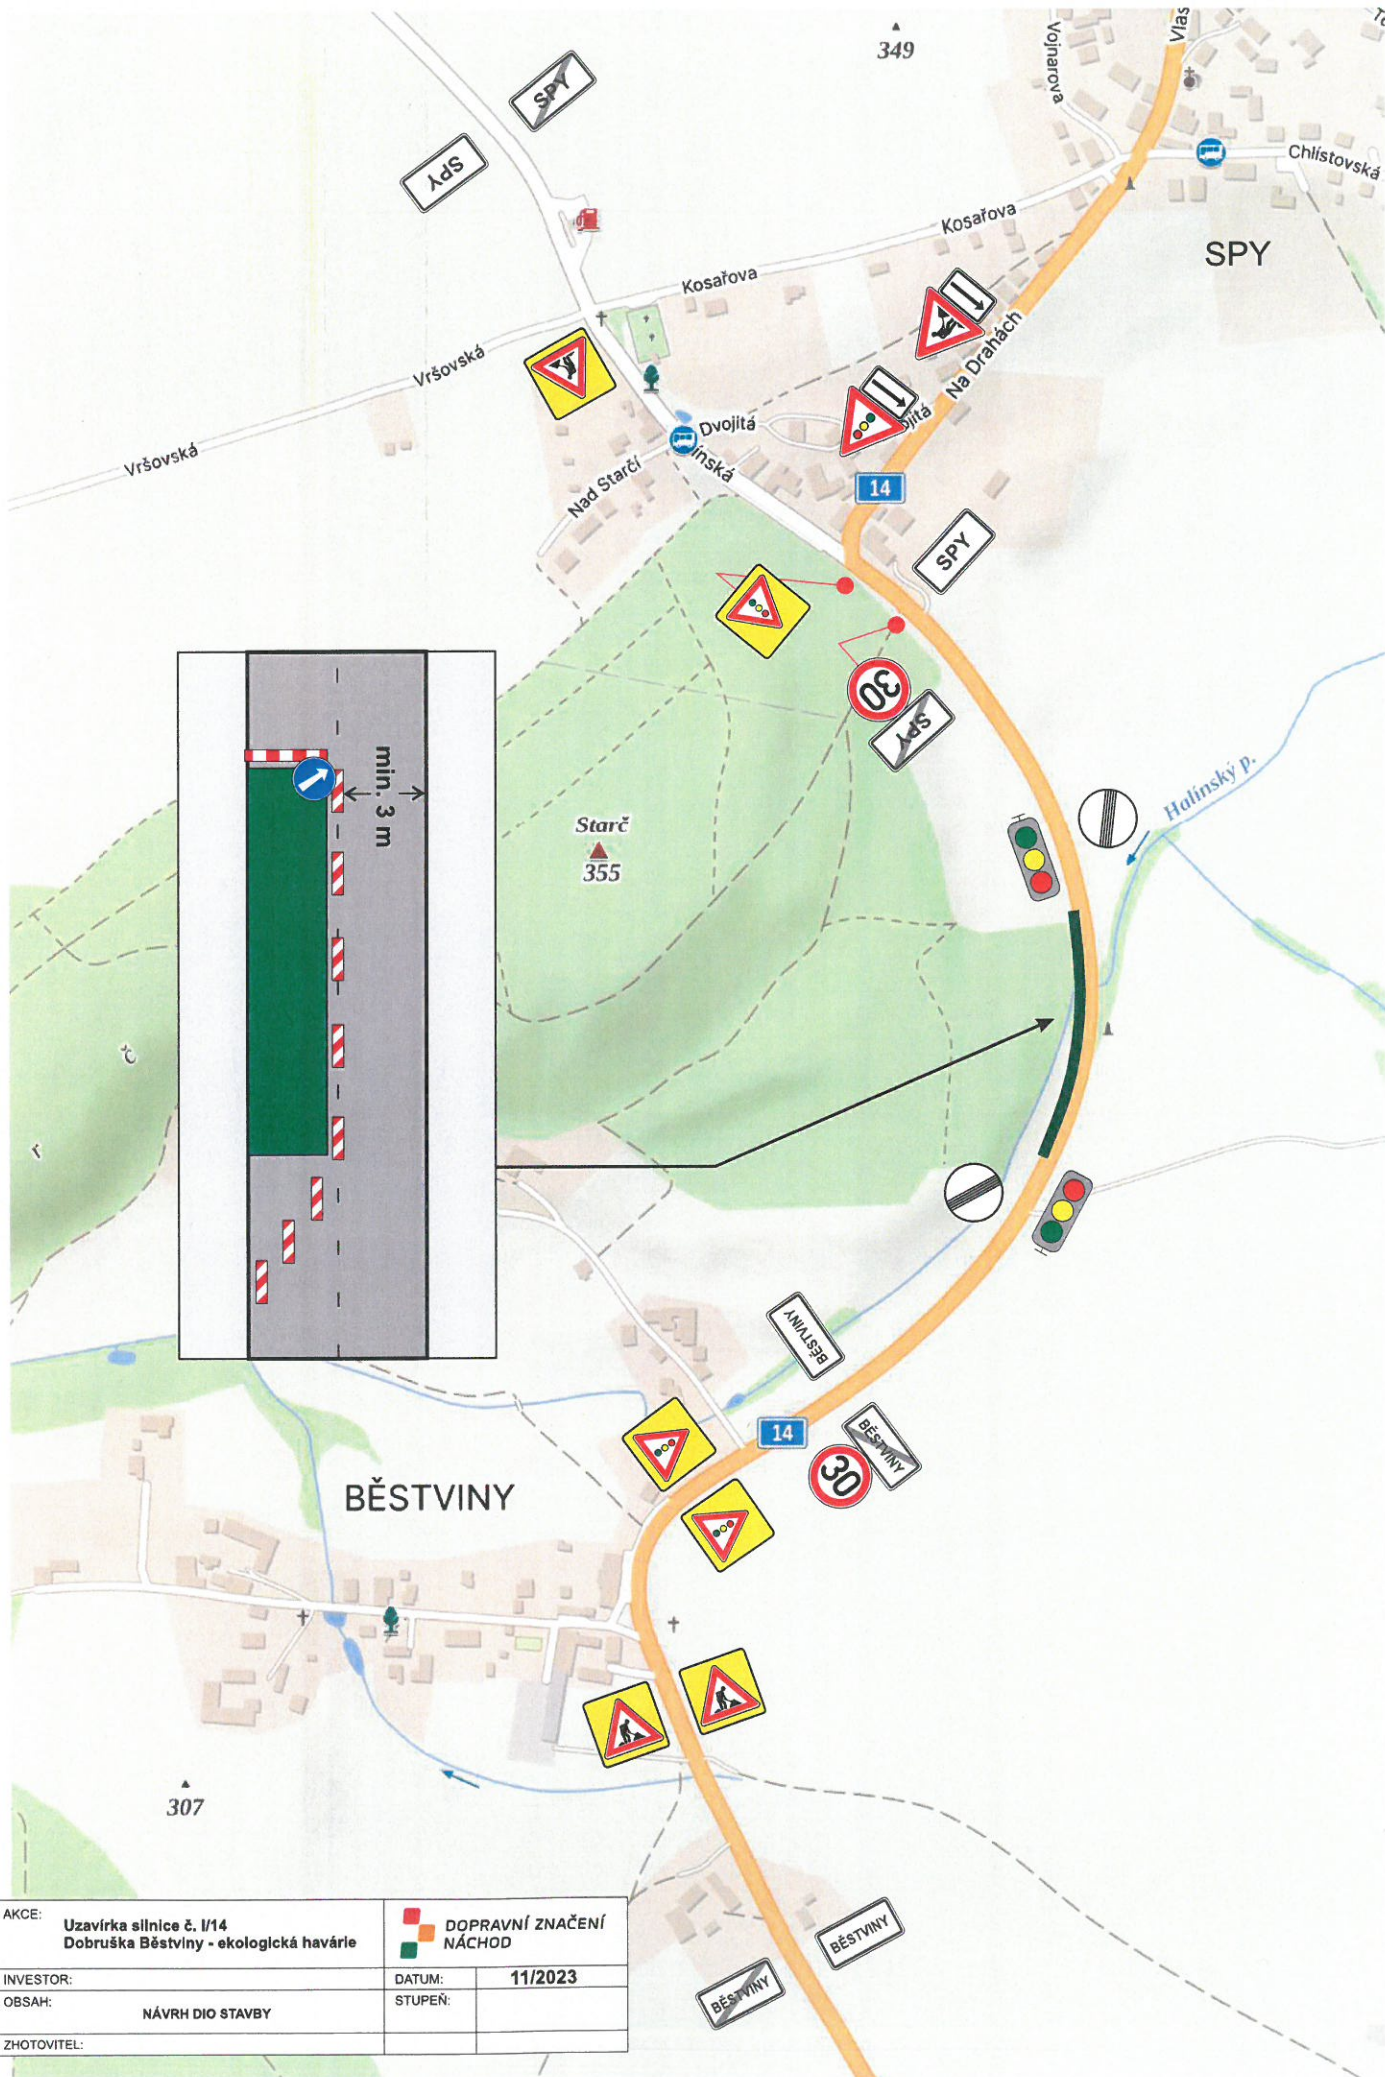 349
Vojnarova
Vlas
SPY
SPY
Chlístovská
Kosařova
SPY
Kosařova
Vršovská
Vršovská
Na Drahách
Dvojitá
ojitá
ínská
Nad Starčí
14
SPY
30
SPY
min. 3 m
Halínský p.
Starč
355
č
r
BĚSTVINY
14
BĚSTVINY
30
BĚSTVINY
307
BĚSTVINY
BĚSTVINY
AKCE:
Uzavírka silnice č. I/14
Dobruška Běstviny - ekologická havárie
DOPRAVNÍ ZNAČENÍ
NÁCHOD
INVESTOR:
DATUM:
11/2023
OBSAH:
NÁVRH DIO STAVBY
STUPEŇ:
ZHOTOVITEL: